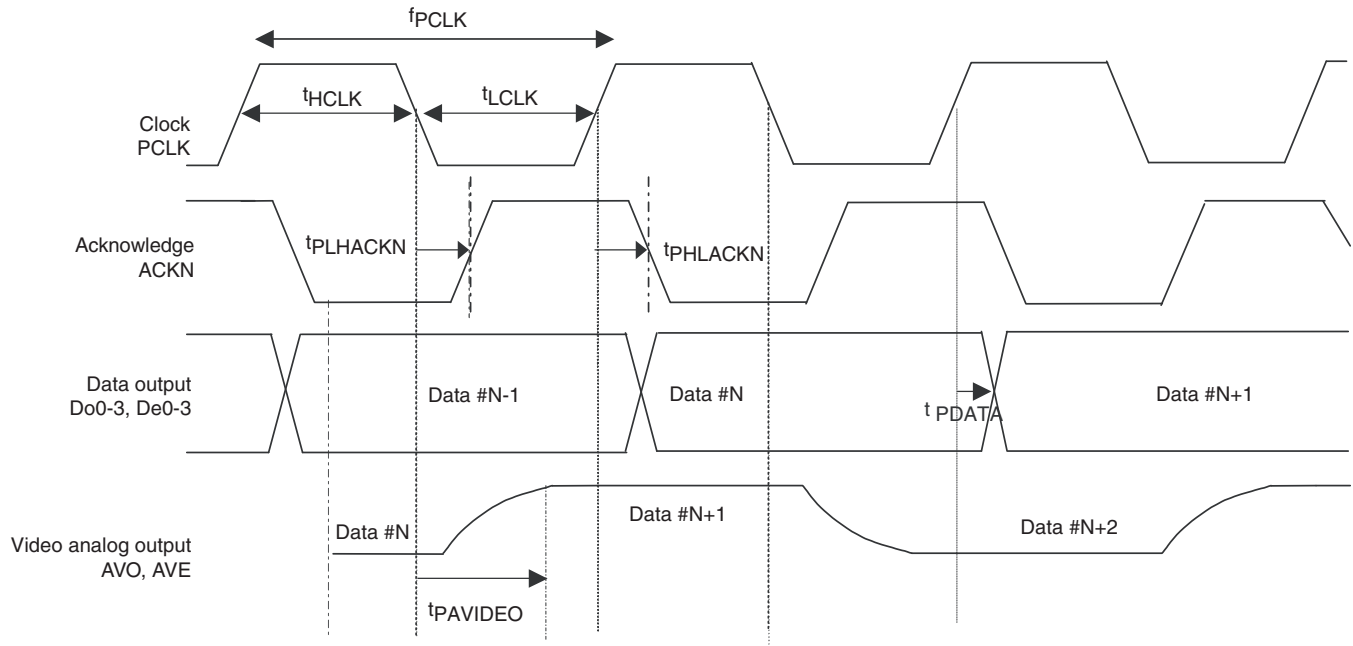 fPCLK
tHCLK
tLCLK
Clock
PCLK
Acknowledge
ACKN
tPLHACKN
tPHLACKN
Data output
Do0-3, De0-3
Data #N-1
Data #N
t PDATA
Data #N+1
Video analog output
AVO, AVE
Data #N
Data #N+1
Data #N+2
tPAVIDEO